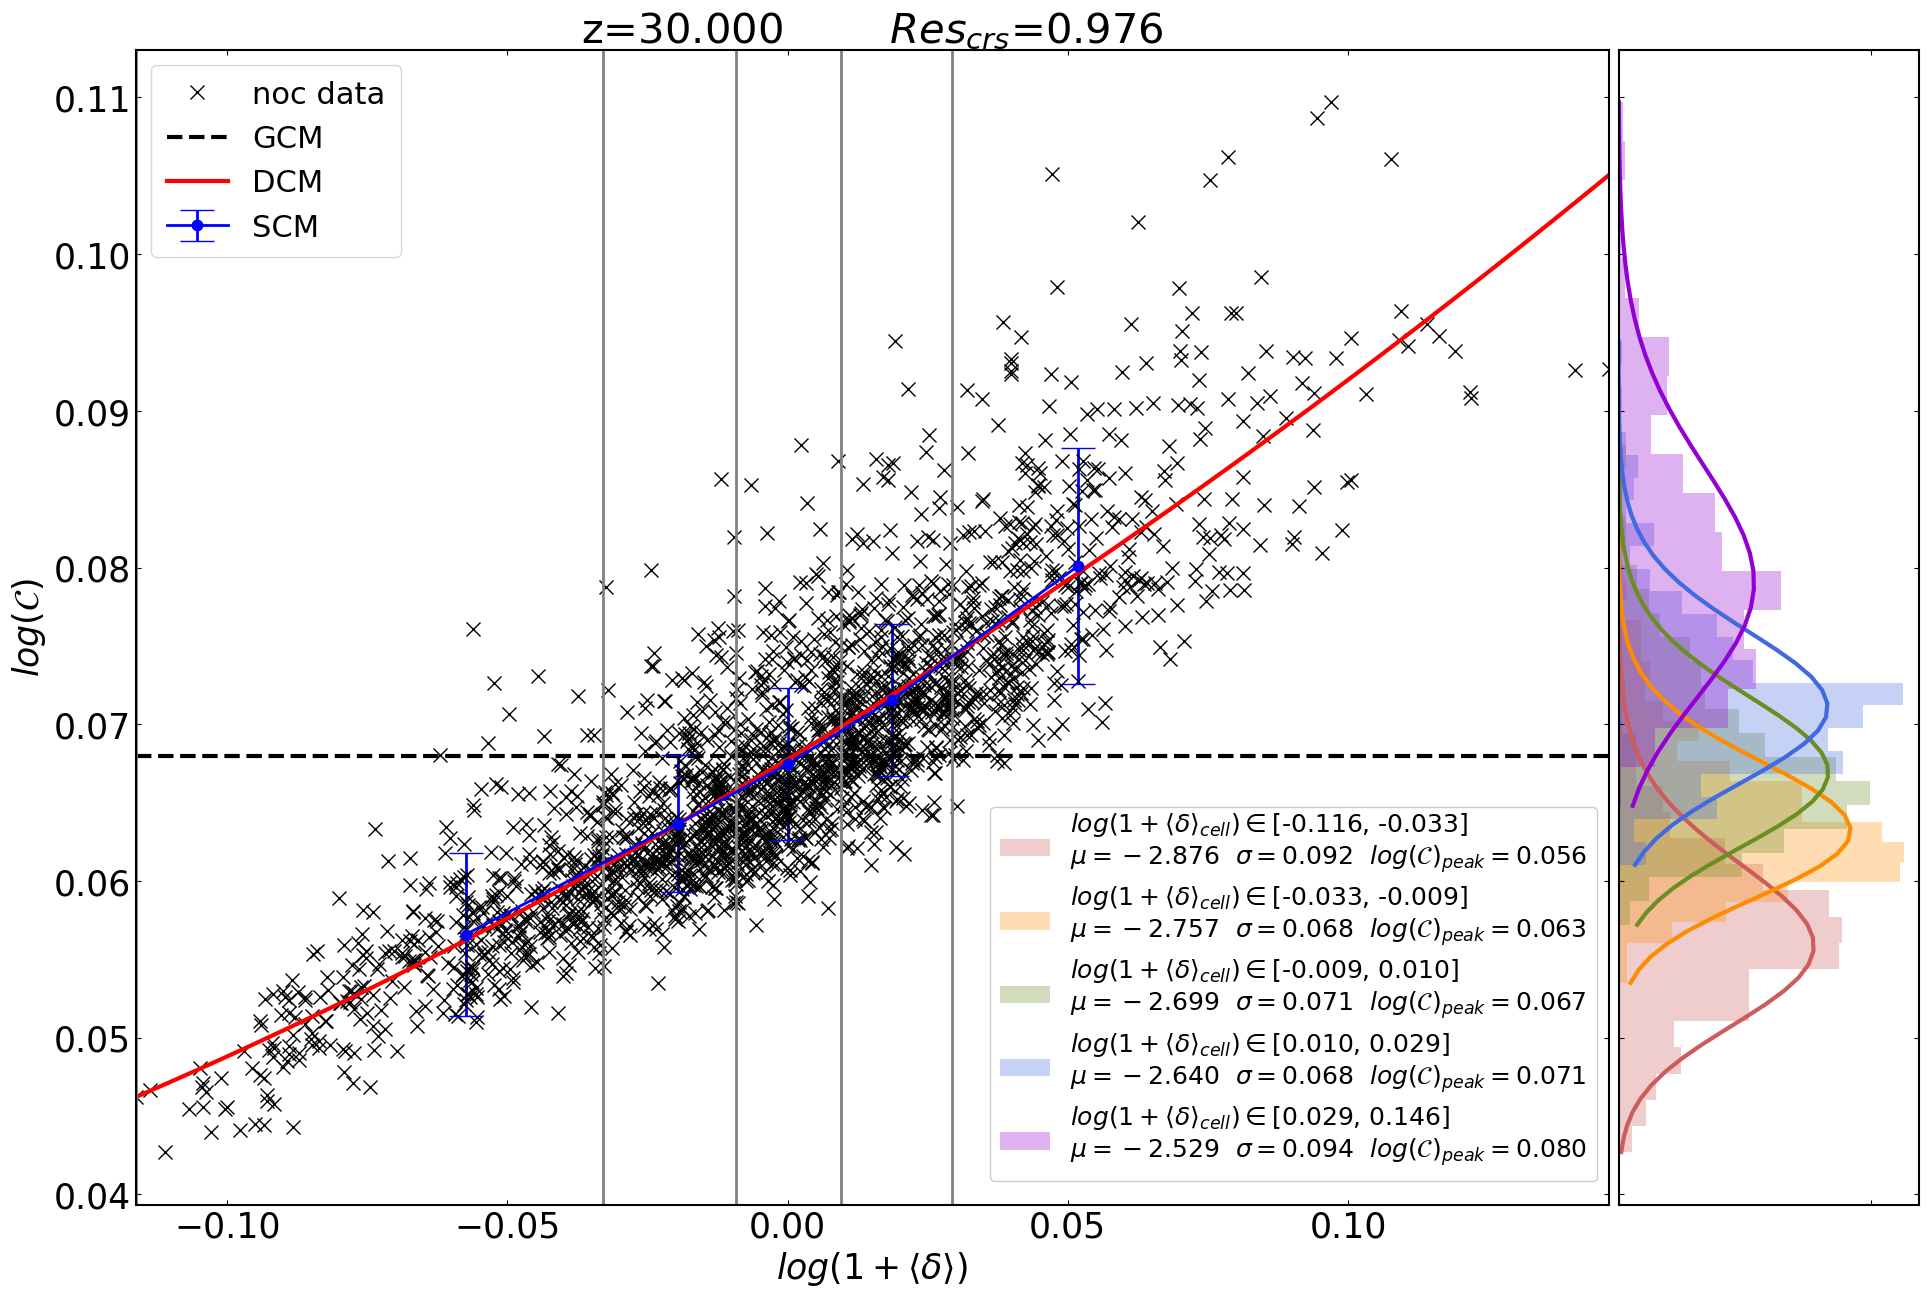 z=30.000 Res_crs=0.976
noc data
GCM
DCM
SCM
log(𝒞)
0.11
0.10
0.09
0.08
0.07
0.06
0.05
0.04
log(1 + ⟨δ⟩_cell) ∈ [-0.116, -0.033]
μ = −2.876 σ = 0.092 log(𝒞)_peak = 0.056
log(1 + ⟨δ⟩_cell) ∈ [-0.033, -0.009]
μ = −2.757 σ = 0.068 log(𝒞)_peak = 0.063
log(1 + ⟨δ⟩_cell) ∈ [-0.009, 0.010]
μ = −2.699 σ = 0.071 log(𝒞)_peak = 0.067
log(1 + ⟨δ⟩_cell) ∈ [0.010, 0.029]
μ = −2.640 σ = 0.068 log(𝒞)_peak = 0.071
log(1 + ⟨δ⟩_cell) ∈ [0.029, 0.146]
μ = −2.529 σ = 0.094 log(𝒞)_peak = 0.080
−0.10 −0.05 0.00 0.05 0.10
log(1 + ⟨δ⟩)